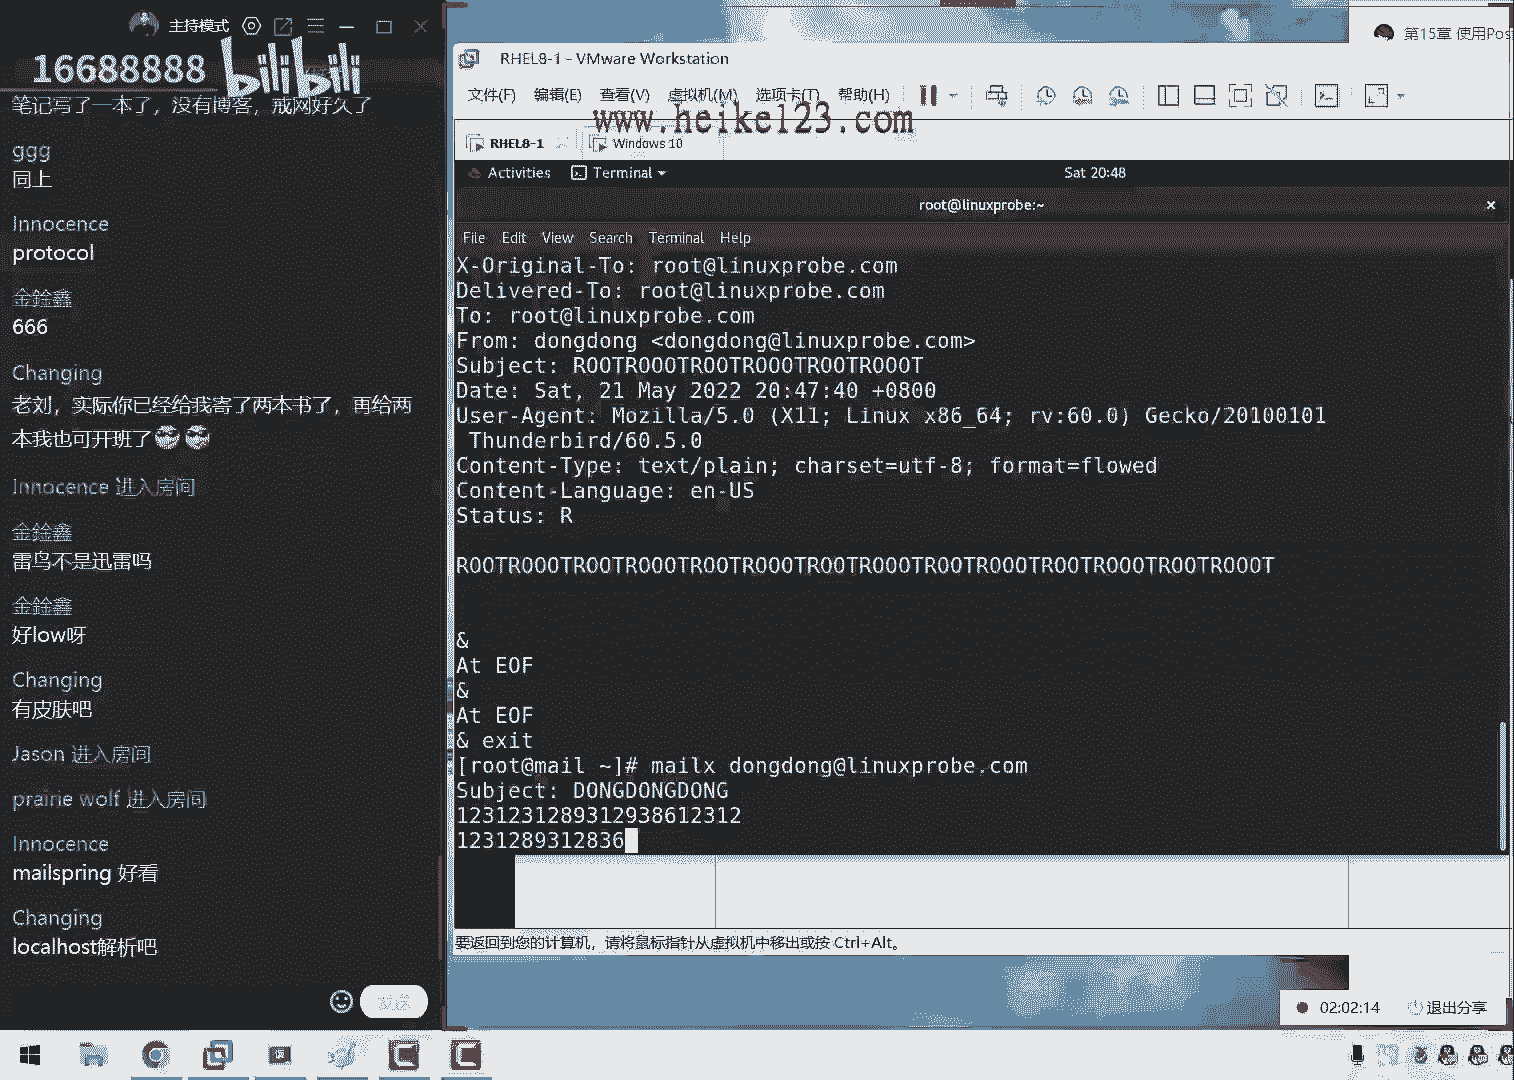 主持模式
16688888
bilibili
笔记写了一本了，没有博客，戒网好久了
ggg
同上
Innocence
protocol
金鍂鑫
666
Changing
老刘，实际你已经给我寄了两本书了，再给两
本我也可开班了
Innocence 进入房间
金鍂鑫
雷鸟不是迅雷吗
金鍂鑫
好low呀
Changing
有皮肤吧
Jason 进入房间
prairie wolf 进入房间
Innocence
mailspring 好看
Changing
localhost解析吧
发送
第15章 使用Pos
RHEL8-1 - VMware Workstation
文件(F) 编辑(E) 查看(V) 虚拟机(M) 选项卡(T) 帮助(H)
www.heike123.com
RHEL8-1
Windows 10
Activities
Terminal
Sat 20:48
root@linuxprobe:~
File Edit View Search Terminal Help
X-Original-To: root@linuxprobe.com
Delivered-To: root@linuxprobe.com
To: root@linuxprobe.com
From: dongdong <dongdong@linuxprobe.com>
Subject: ROOTROOOTROOTROOOTROOTROOOT
Date: Sat, 21 May 2022 20:47:40 +0800
User-Agent: Mozilla/5.0 (X11; Linux x86_64; rv:60.0) Gecko/20100101
Thunderbird/60.5.0
Content-Type: text/plain; charset=utf-8; format=flowed
Content-Language: en-US
Status: R
ROOTROOOTROOTROOOTROOTROOOTROOTROOOTROOTROOOTROOTROOOTROOTROOOT
&
At EOF
&
At EOF
& exit
[root@mail ~]# mailx dongdong@linuxprobe.com
Subject: DONGDONGDONG
1231231289312938612312
1231289312836
要返回到您的计算机，请将鼠标指针从虚拟机中移出或按 Ctrl+Alt。
02:02:14
退出分享